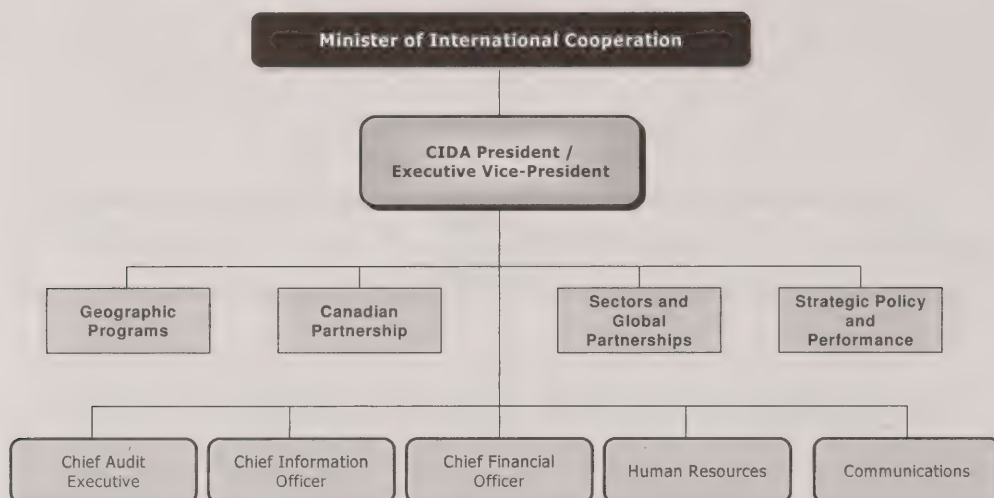 Minister of International Cooperation
CIDA President /
Executive Vice-President
Geographic
Programs
Canadian
Partnership
Sectors and
Global
Partnerships
Strategic Policy
and
Performance
Chief Audit
Executive
Chief Information
Officer
Chief Financial
Officer
Human Resources
Communications